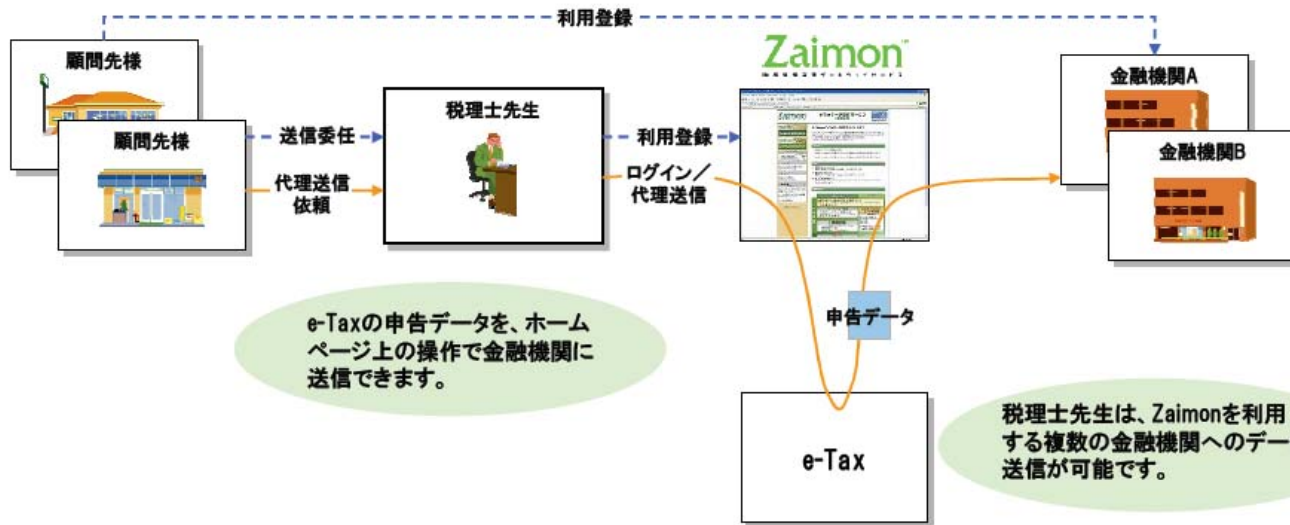 利用登録
顧問先様
顧問先様
送信委任
代理送信
依頼
税理士先生
利用登録
ログイン/
代理送信
Zaimon™
Zaimon
金融機関A
金融機関B
申告データ
e-Taxの申告データを、ホーム
ページ上の操作で金融機関に
送信できます。
e-Tax
税理士先生は、Zaimonを利用
する複数の金融機関へのデー
送信が可能です。